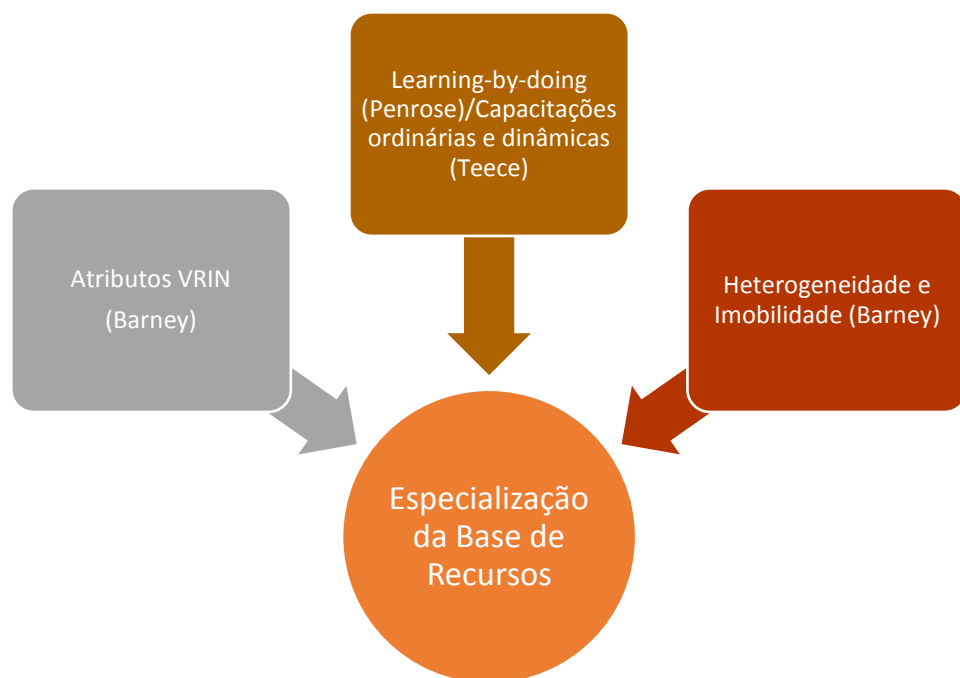 Learning-by-doing
(Penrose)/Capacitações
ordinárias e dinâmicas
(Teece)
Atributos VRIN
(Barney)
Heterogeneidade e
Imobilidade (Barney)
Especialização
da Base de
Recursos